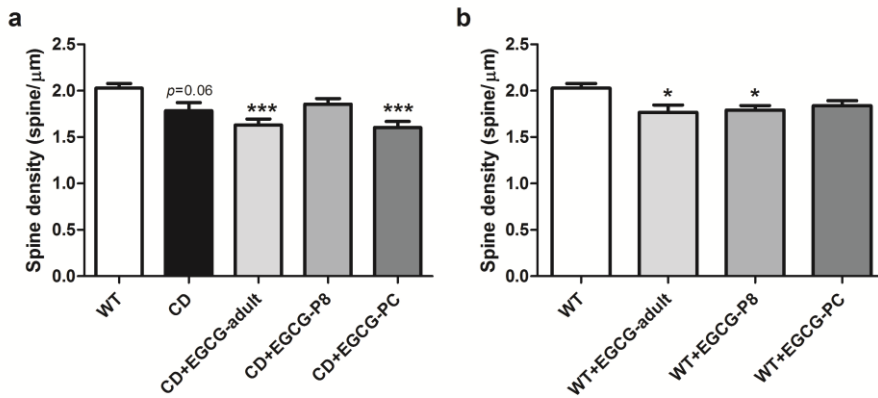 a
Spine density (spine/μm)
2.5
2.0
1.5
1.0
0.5
0.0
p=0.06
***
***
WT
CD
CD+EGCG-adult
CD+EGCG-P8
CD+EGCG-PC
b
Spine density (spine/μm)
2.5
2.0
1.5
1.0
0.5
0.0
*
*
WT
WT+EGCG-adult
WT+EGCG-P8
WT+EGCG-PC